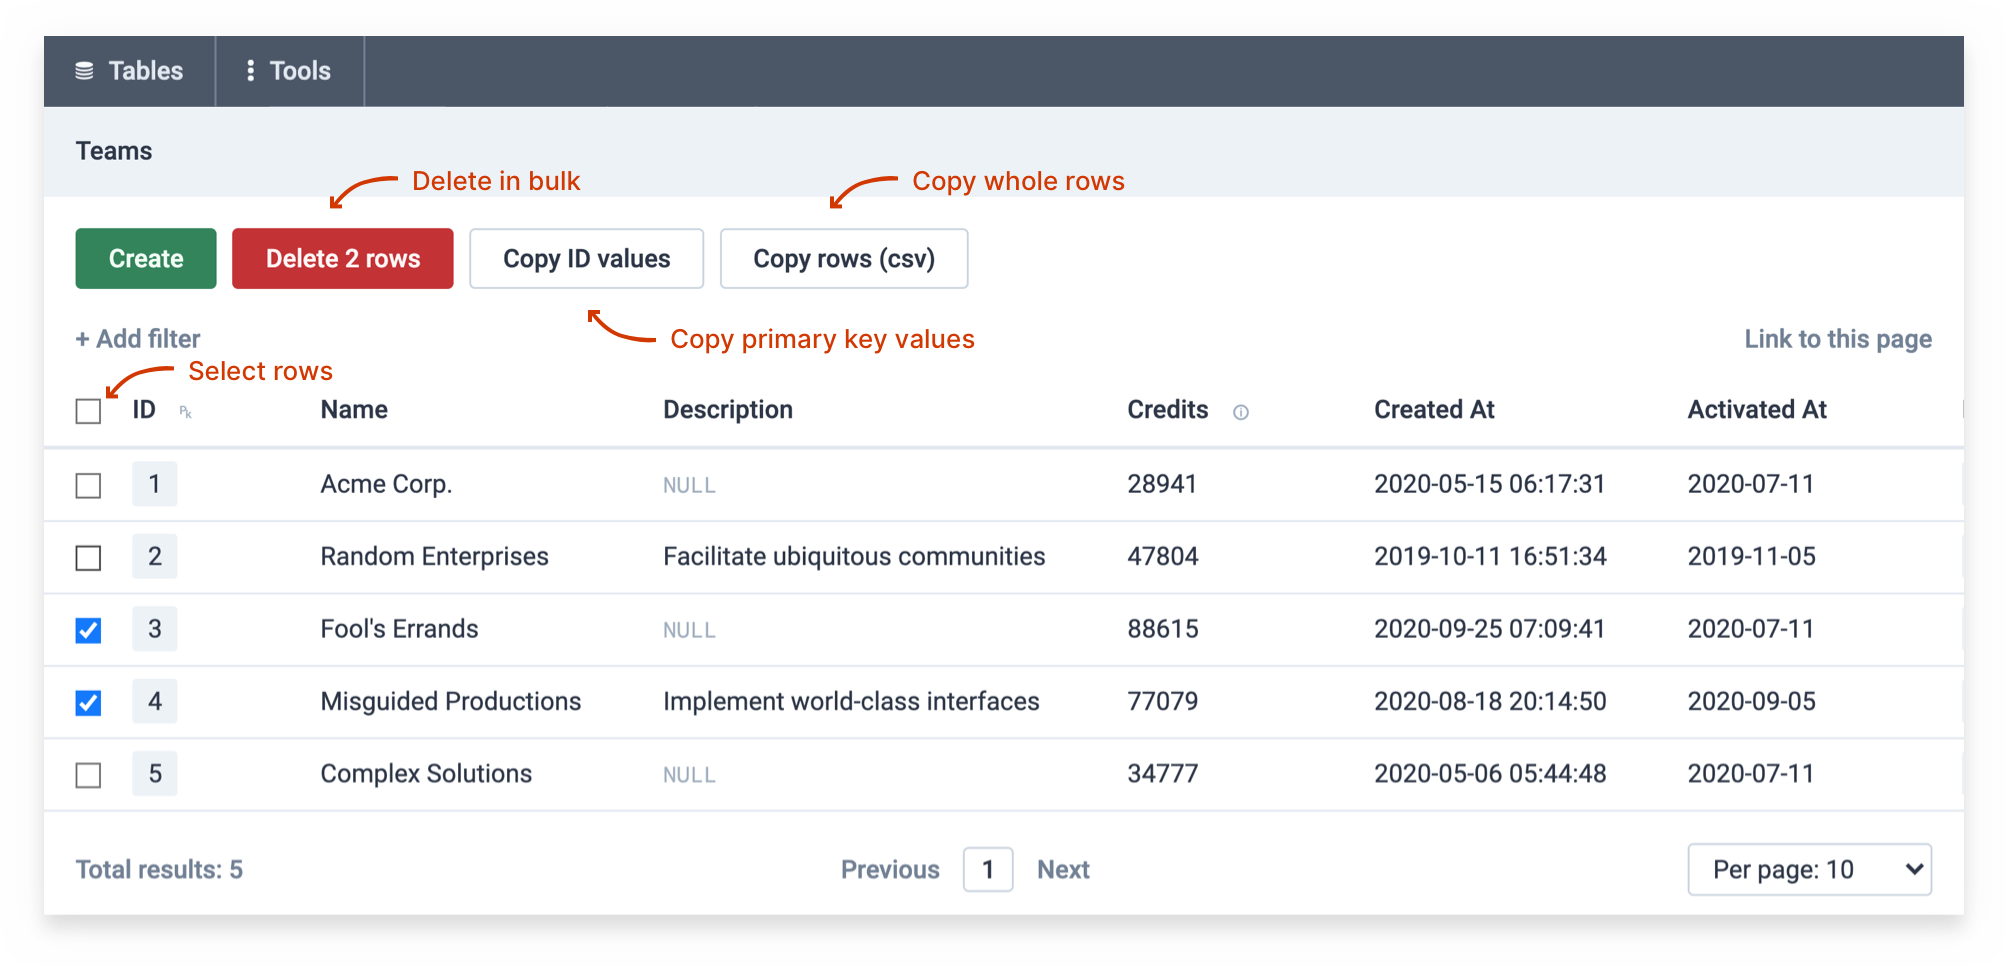 Tables Tools
Teams
Delete in bulk Copy whole rows
Create Delete 2 rows Copy ID values Copy rows (csv)
+ Add filter Copy primary key values Link to this page
Select rows
ID Pk Name Description Credits Created At Activated At
1 Acme Corp. NULL 28941 2020-05-15 06:17:31 2020-07-11
2 Random Enterprises Facilitate ubiquitous communities 47804 2019-10-11 16:51:34 2019-11-05
3 Fool's Errands NULL 88615 2020-09-25 07:09:41 2020-07-11
4 Misguided Productions Implement world-class interfaces 77079 2020-08-18 20:14:50 2020-09-05
5 Complex Solutions NULL 34777 2020-05-06 05:44:48 2020-07-11
Total results: 5 Previous 1 Next Per page: 10